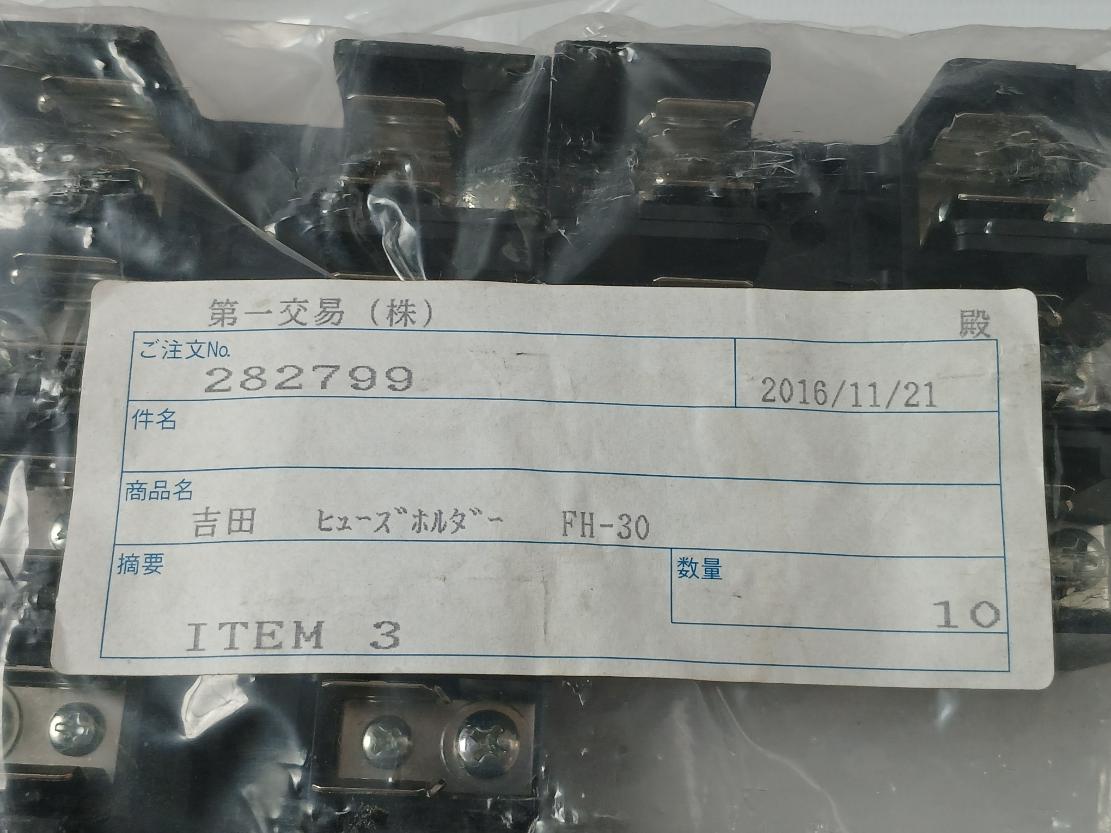 第一交易(株) 殿
ご注文No.
282799 2016/11/21
件名
商品名
吉田 ﾋｭｰｽﾞﾎﾙﾀﾞｰ FH-30
摘要 数量
10
ITEM 3